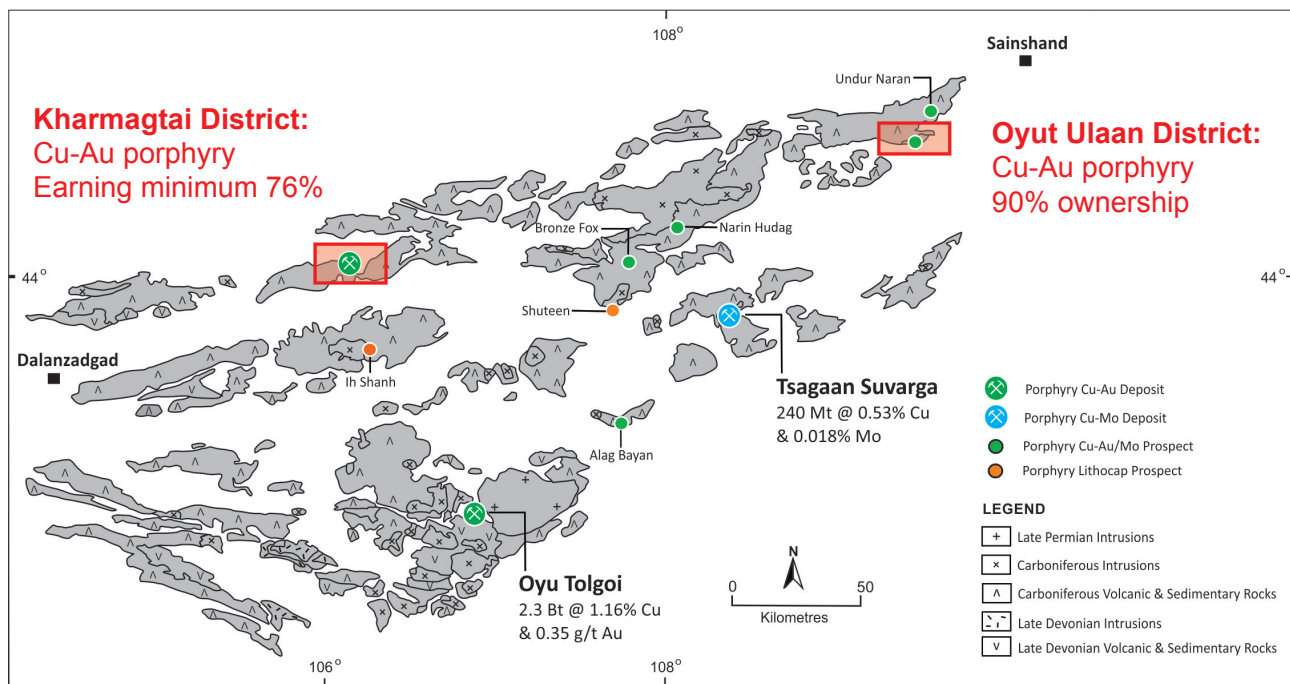 108°
Sainshand
Undur Naran
Kharmagtai District:
Cu-Au porphyry
Earning minimum 76%
Oyut Ulaan District:
Cu-Au porphyry
90% ownership
Bronze Fox
Narin Hudag
44°
44°
Shuteen
Dalanzadgad
Ih Shanh
Tsagaan Suvarga
240 Mt @ 0.53% Cu
& 0.018% Mo
Alag Bayan
Porphyry Cu-Au Deposit
Porphyry Cu-Mo Deposit
Porphyry Cu-Au/Mo Prospect
Porphyry Lithocap Prospect
LEGEND
+ Late Permian Intrusions
× Carboniferous Intrusions
^ Carboniferous Volcanic & Sedimentary Rocks
Late Devonian Intrusions
v Late Devonian Volcanic & Sedimentary Rocks
Oyu Tolgoi
2.3 Bt @ 1.16% Cu
& 0.35 g/t Au
N
0 50
Kilometres
106°
108°